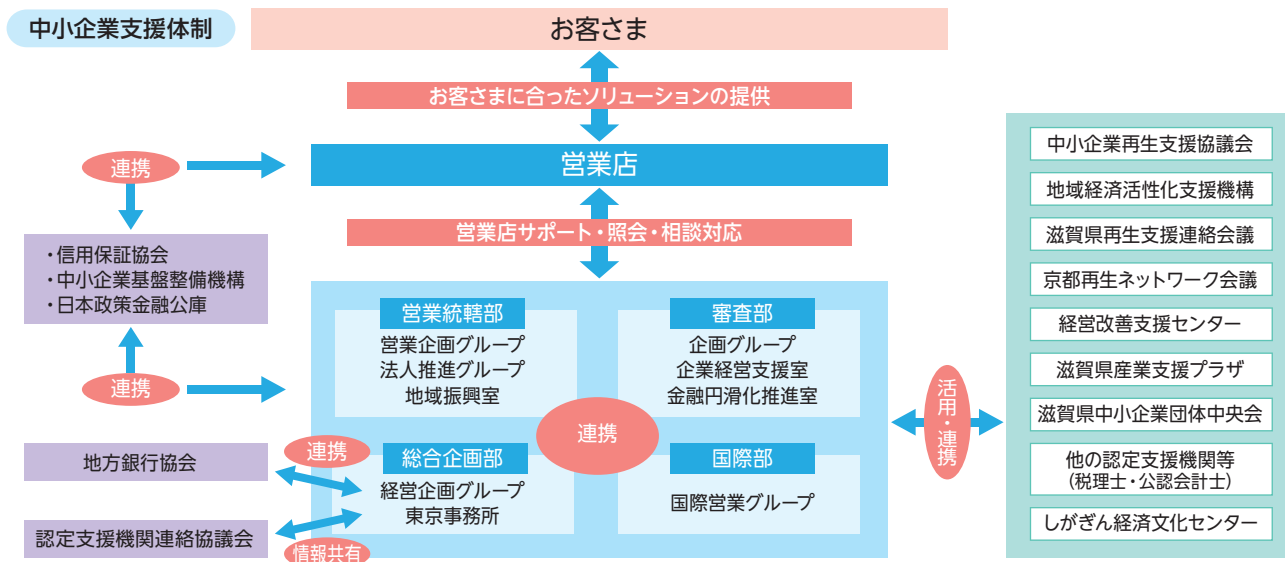 中小企業支援体制
お客さま
お客さまに合ったソリューションの提供
連携
営業店
営業店サポート・照会・相談対応
・信用保証協会
・中小企業基盤整備機構
・日本政策金融公庫
連携
営業統轄部
営業企画グループ
法人推進グループ
地域振興室
審査部
企画グループ
企業経営支援室
金融円滑化推進室
連携
総合企画部
経営企画グループ
東京事務所
国際部
国際営業グループ
連携
地方銀行協会
認定支援機関連絡協議会
情報共有
活用・連携
中小企業再生支援協議会
地域経済活性化支援機構
滋賀県再生支援連絡会議
京都再生ネットワーク会議
経営改善支援センター
滋賀県産業支援プラザ
滋賀県中小企業団体中央会
他の認定支援機関等
(税理士・公認会計士)
しがぎん経済文化センター